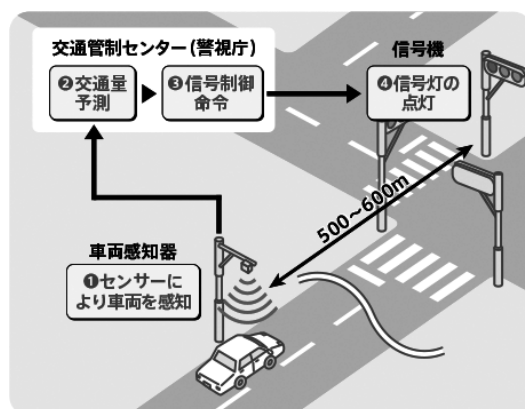 交通管制センター(警視庁)
❷交通量
予測
❸信号制御
命令
信号機
❹信号灯の
点灯
500〜600m
車両感知器
❶センサーに
より車両を感知